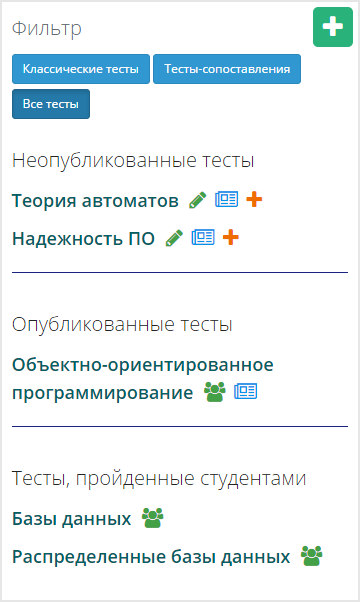 Фильтр
Классические тесты
Тесты-сопоставления
Все тесты
Неопубликованные тесты
Теория автоматов
Надежность ПО
Опубликованные тесты
Объектно-ориентированное
программирование
Тесты, пройденные студентами
Базы данных
Распределенные базы данных